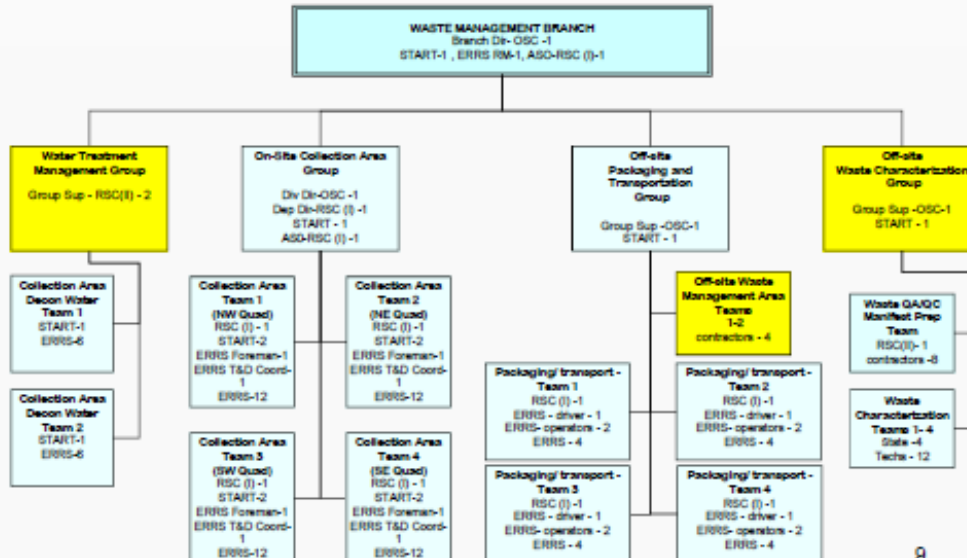 WASTE MANAGEMENT BRANCH
Branch Dir- OSC -1
START-1 , ERRS RM-1, ASO-RSC (I)-1
Water Treatment
Management Group
Group Sup - RSC(II) - 2
On-Site Collection Area
Group
Div Dir-OSC -1
Dep Dir-RSC (I) -1
START - 1
ASO-RSC (I) -1
Off-site
Packaging and
Transportation
Group
Group Sup -OSC-1
START - 1
Off-site
Waste Characterization
Group
Group Sup -OSC-1
START - 1
Collection Area
Decon Water
Team 1
START-1
ERRS-6
Collection Area
Team 1
(NW Quad)
RSC (I) - 1
START-2
ERRS Foreman-1
ERRS T&D Coord-
1
ERRS-12
Collection Area
Team 2
(NE Quad)
RSC (I) -1
START-2
ERRS Foreman-1
ERRS T&D Coord-
1
ERRS-12
Off-site Waste
Management Area
Teams
1-2
contractors - 4
Waste QA/QC
Manifest Prep
Team
RSC(II)- 1
contractors -8
Packaging/ transport -
Team 1
RSC (I) -1
ERRS - driver - 1
ERRS- operators - 2
ERRS - 4
Packaging/ transport -
Team 2
RSC (I) -1
ERRS - driver - 1
ERRS- operators - 2
ERRS - 4
Collection Area
Decon Water
Team 2
START-1
ERRS-6
Waste
Characterization
Teams 1- 4
State -4
Techs - 12
Collection Area
Team 3
(SW Quad)
RSC (I) -1
START-2
ERRS Foreman-1
ERRS T&D Coord-
1
ERRS-12
Collection Area
Team 4
(SE Quad)
RSC (I) -1
START-2
ERRS Foreman-1
ERRS T&D Coord-
1
ERRS-12
Packaging/ transport -
Team 3
RSC (I) -1
ERRS - driver - 1
ERRS- operators - 2
ERRS - 4
Packaging/ transport -
Team 4
RSC (I) -1
ERRS - driver - 1
ERRS- operators - 2
ERRS - 4
9